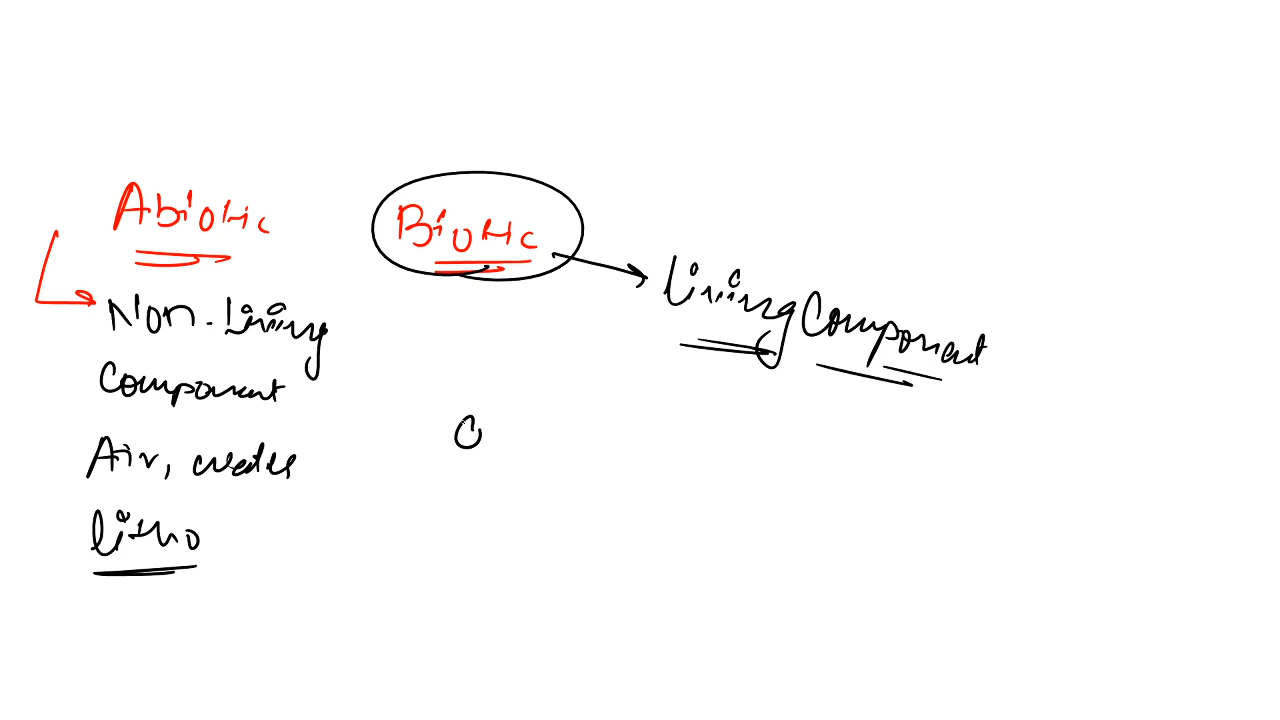 Abiotic
Biotic
Living Component
Non-Living
Component
Air, water
litho